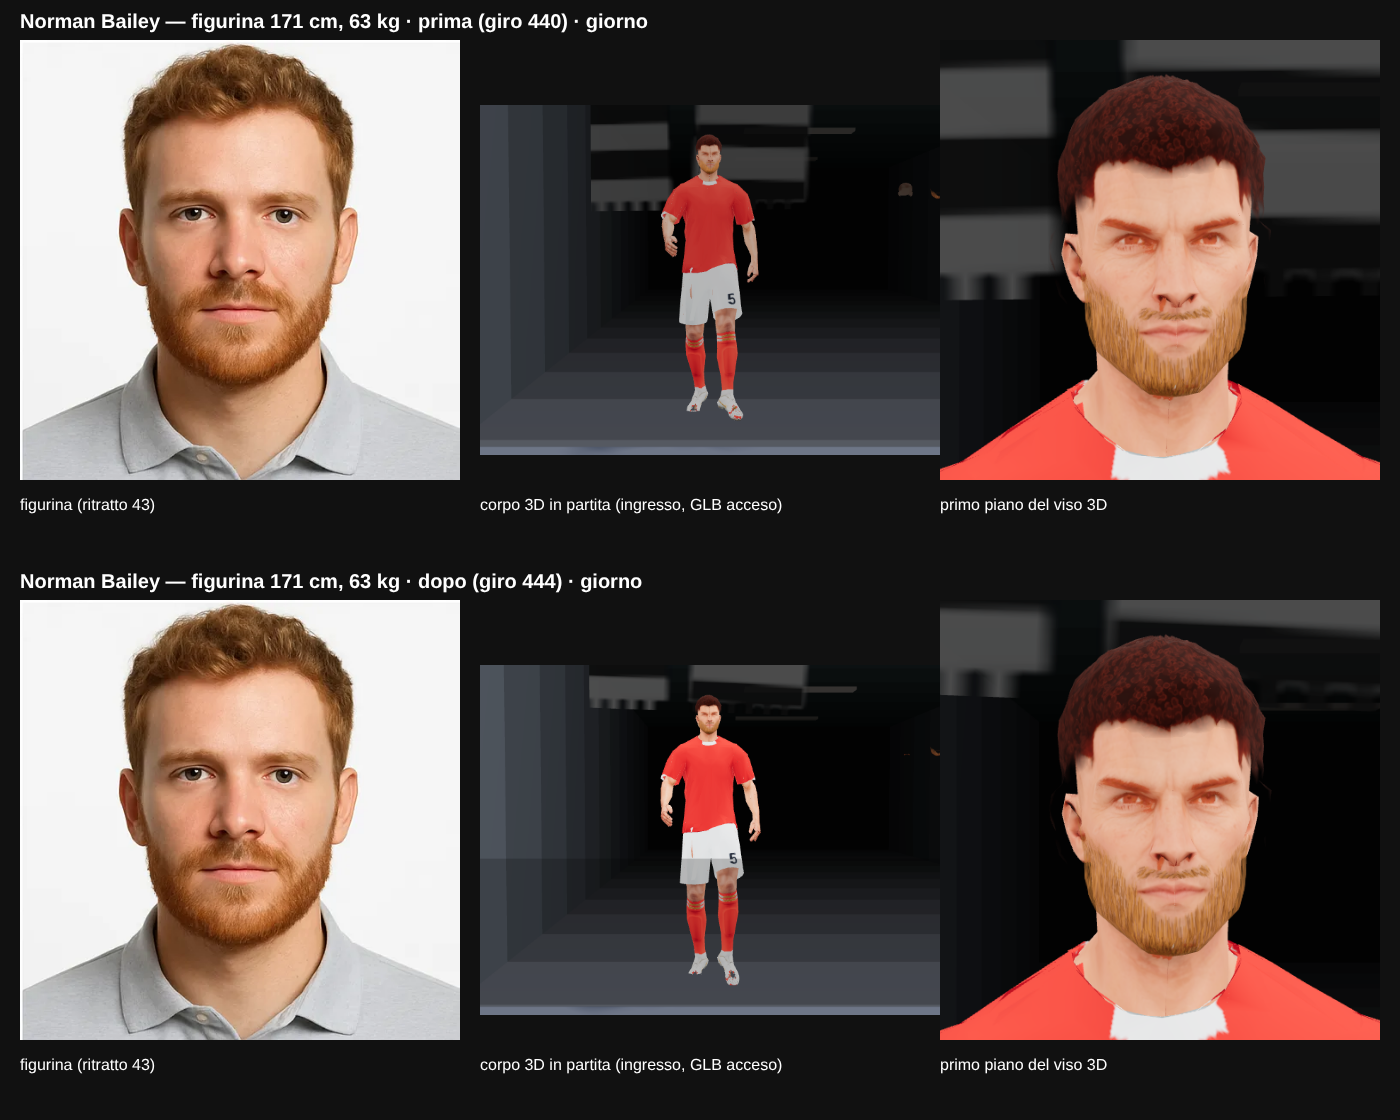 Norman Bailey — figurina 171 cm, 63 kg · prima (giro 440) · giorno
5
figurina (ritratto 43)
corpo 3D in partita (ingresso, GLB acceso)
primo piano del viso 3D
Norman Bailey — figurina 171 cm, 63 kg · dopo (giro 444) · giorno
5
figurina (ritratto 43)
corpo 3D in partita (ingresso, GLB acceso)
primo piano del viso 3D